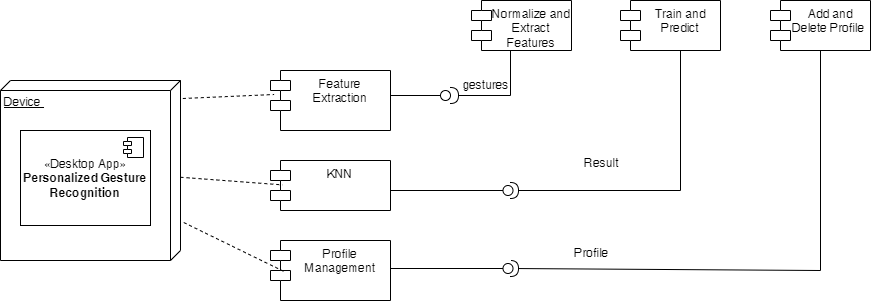 Normalize and
Extract
Features
Train and
Predict
Add and
Delete Profile
Device
«Desktop App»
Personalized Gesture
Recognition
Feature
Extraction
gestures
KNN
Result
Profile
Management
Profile